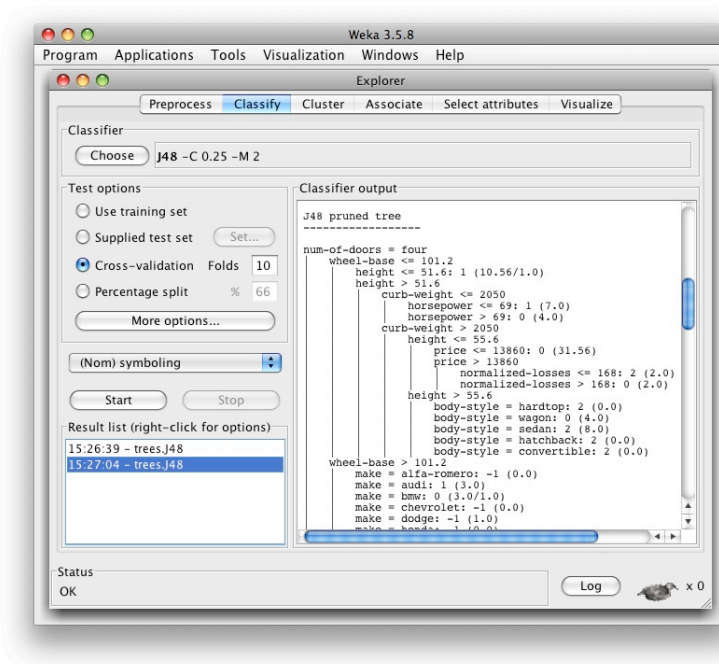 Weka 3.5.8
Program Applications Tools Visualization Windows Help
Explorer
Preprocess Classify Cluster Associate Select attributes Visualize
Classifier
Choose J48 -C 0.25 -M 2
Test options
Use training set
Supplied test set Set...
Cross-validation Folds 10
Percentage split % 66
More options...
(Nom) symboling
Start Stop
Result list (right-click for options)
15:26:39 - trees.J48
15:27:04 - trees.J48
Classifier output
J48 pruned tree
------------------
num-of-doors = four
| wheel-base <= 101.2
| | height <= 51.6: 1 (10.56/1.0)
| | height > 51.6
| | | curb-weight <= 2050
| | | | horsepower <= 69: 1 (7.0)
| | | | horsepower > 69: 0 (4.0)
| | | curb-weight > 2050
| | | | height <= 55.6
| | | | | price <= 13860: 0 (31.56)
| | | | | price > 13860
| | | | | | normalized-losses <= 168: 2 (2.0)
| | | | | | normalized-losses > 168: 0 (2.0)
| | | | height > 55.6
| | | | | body-style = hardtop: 2 (0.0)
| | | | | body-style = wagon: 0 (4.0)
| | | | | body-style = sedan: 2 (8.0)
| | | | | body-style = hatchback: 2 (0.0)
| | | | | body-style = convertible: 2 (0.0)
| wheel-base > 101.2
| | make = alfa-romero: -1 (0.0)
| | make = audi: 1 (3.0)
| | make = bmw: 0 (3.0/1.0)
| | make = chevrolet: -1 (0.0)
| | make = dodge: -1 (1.0)
| | make = honda: -1 (0.0)
Status
OK
Log x 0